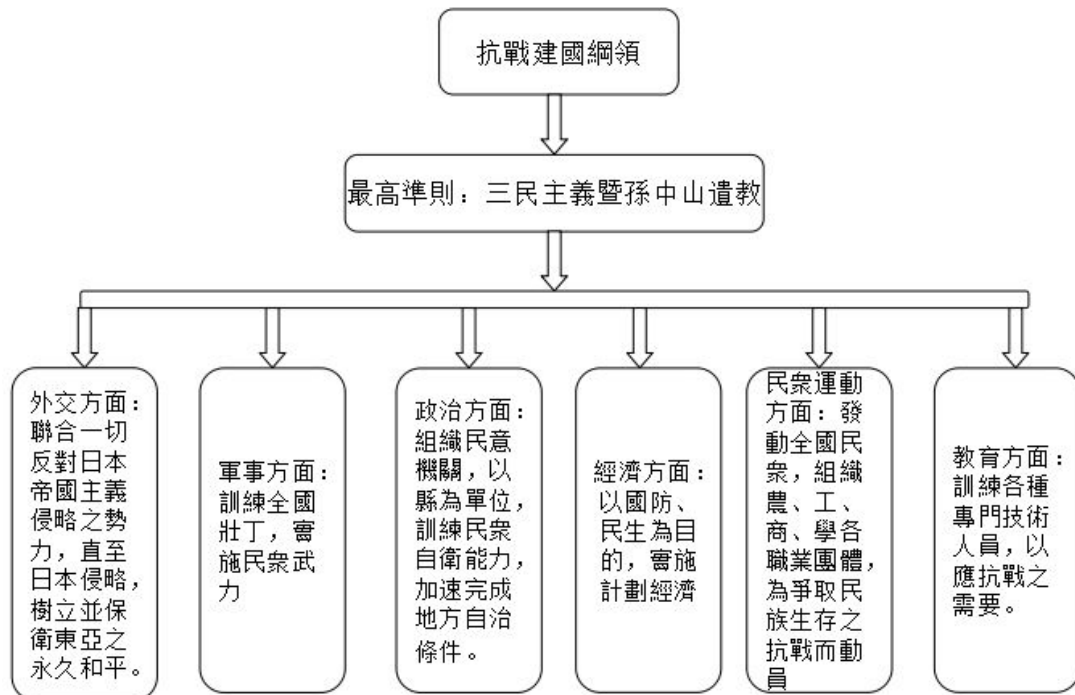 抗戰建國綱領
最高準則：三民主義暨孫中山遺教
外交方面：
聯合一切
反對日本
帝國主義
侵略之勢
力，直至
日本侵略，
樹立並保
衛東亞之
永久和平。
軍事方面：
訓練全國
壯丁，實
施民衆武
力
政治方面：
組織民意
機關，以
縣為單位，
訓練民衆
自衛能力，
加速完成
地方自治
條件。
經濟方面：
以國防、
民生為目
的，實施
計劃經濟
民衆運動
方面：發
動全國民
衆，組織
農、工、
商、學各
職業團體，
為爭取民
族生存之
抗戰而動
員
教育方面：
訓練各種
專門技術
人員，以
應抗戰之
需要。